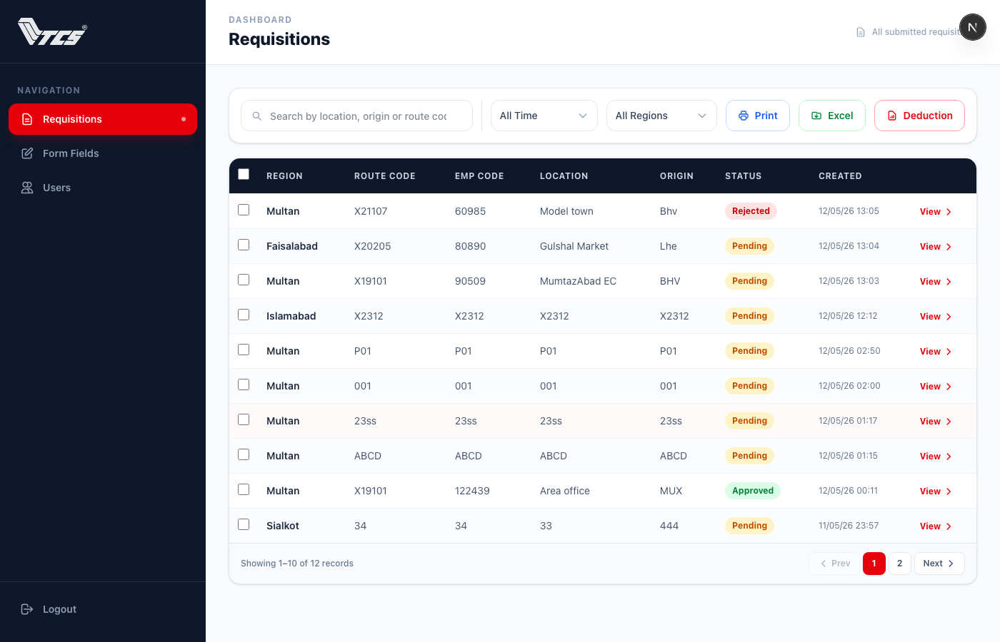 TCS®
NAVIGATION
Requisitions
Form Fields
Users
Logout
DASHBOARD
Requisitions
All submitted requisit
N
Search by location, origin or route cod
All Time
All Regions
Print
Excel
Deduction
REGION ROUTE CODE EMP CODE LOCATION ORIGIN STATUS CREATED
Multan X21107 60985 Model town Bhv Rejected 12/05/26 13:05 View
Faisalabad X20205 80890 Gulshal Market Lhe Pending 12/05/26 13:04 View
Multan X19101 90509 MumtazAbad EC BHV Pending 12/05/26 13:03 View
Islamabad X2312 X2312 X2312 X2312 Pending 12/05/26 12:12 View
Multan P01 P01 P01 P01 Pending 12/05/26 02:50 View
Multan 001 001 001 001 Pending 12/05/26 02:00 View
Multan 23ss 23ss 23ss 23ss Pending 12/05/26 01:17 View
Multan ABCD ABCD ABCD ABCD Pending 12/05/26 01:15 View
Multan X19101 122439 Area office MUX Approved 12/05/26 00:11 View
Sialkot 34 34 33 444 Pending 11/05/26 23:57 View
Showing 1–10 of 12 records
Prev 1 2 Next